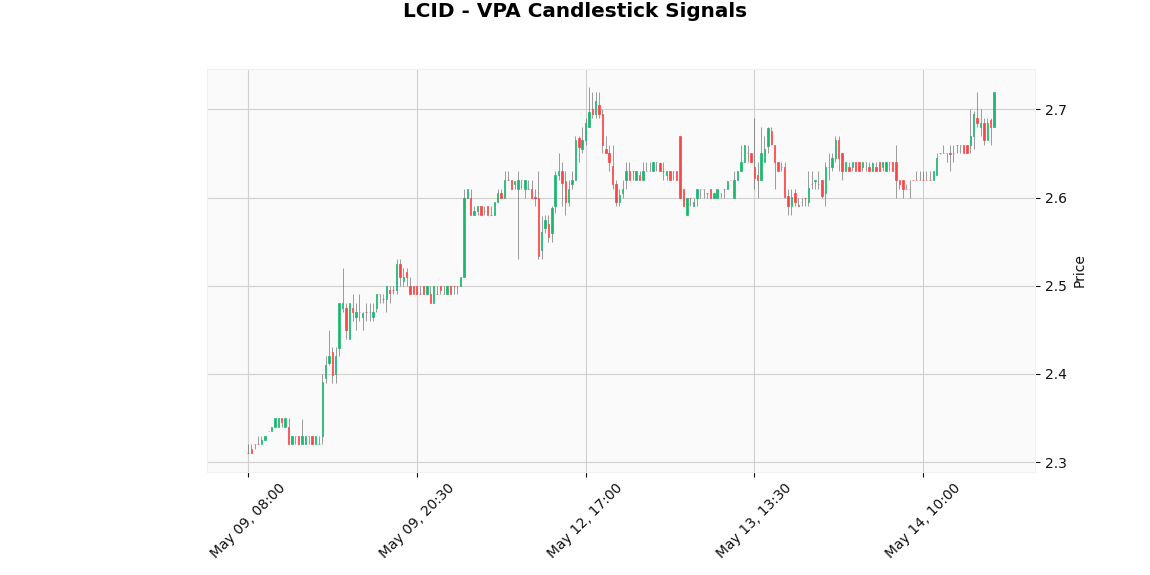 LCID - VPA Candlestick Signals
2.7
2.6
2.5
2.4
2.3
Price
May 09, 08:00
May 09, 20:30
May 12, 17:00
May 13, 13:30
May 14, 10:00